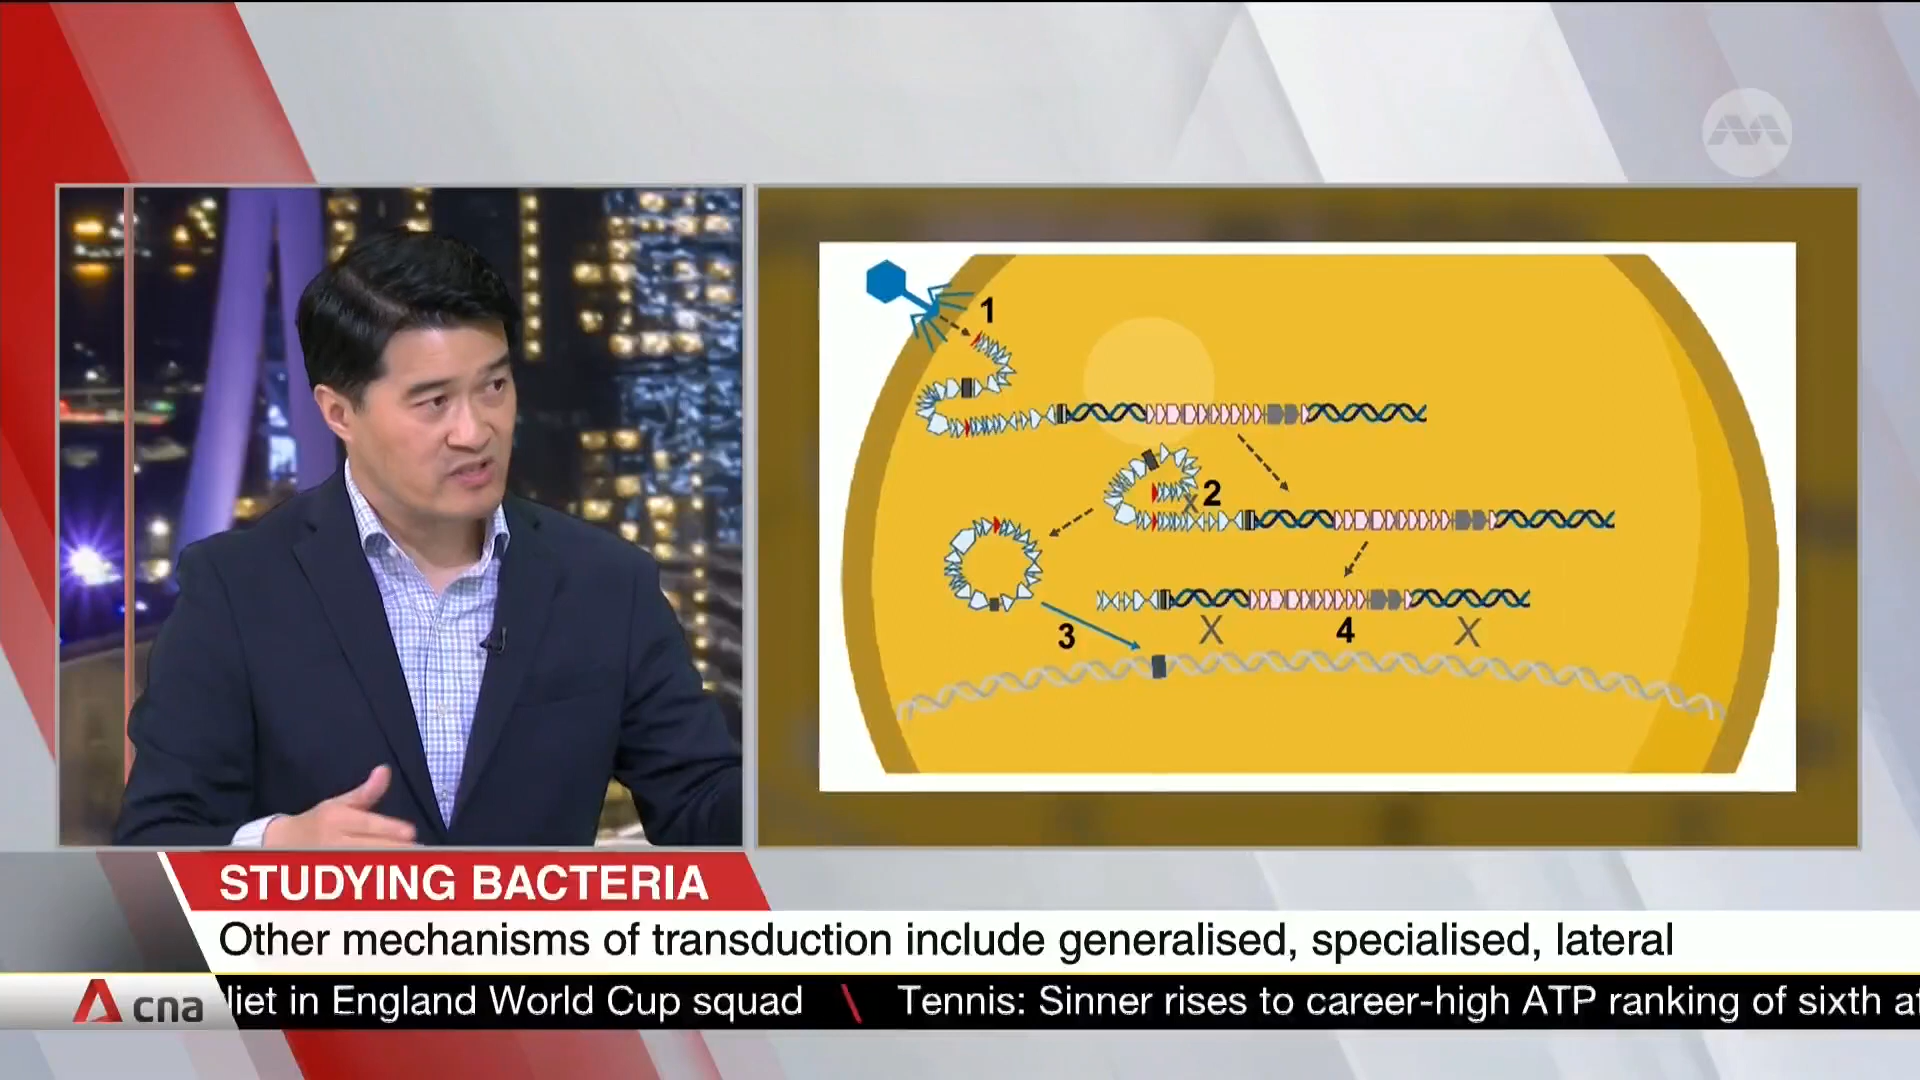 1
2
3
4
X
X
X
STUDYING BACTERIA
Other mechanisms of transduction include generalised, specialised, lateral
cna
in England World Cup squad \ Tennis: Sinner rises to career-high ATP ranking of sixth